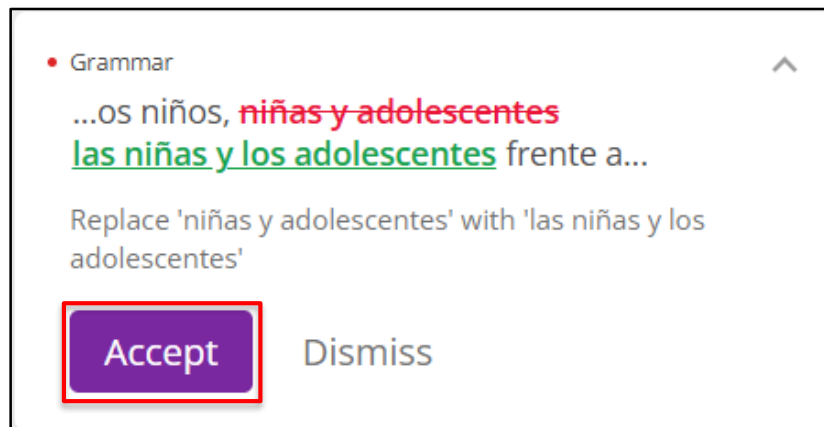 Grammar
...os niños, niñas y adolescentes
las niñas y los adolescentes frente a...
Replace 'niñas y adolescentes' with 'las niñas y los
adolescentes'
Accept Dismiss